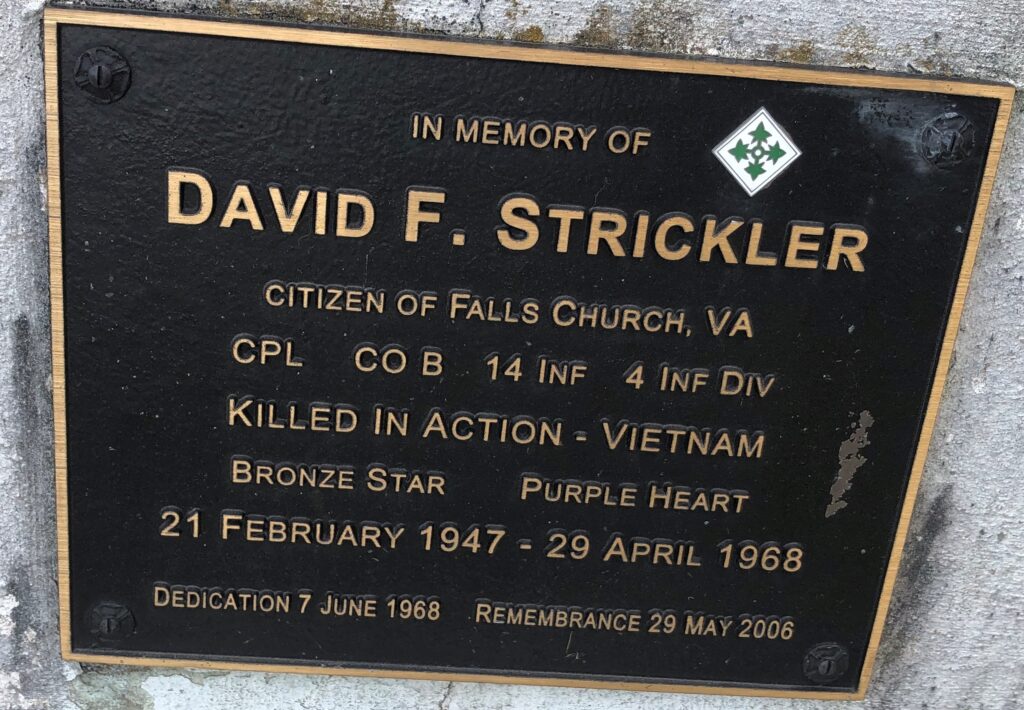 IN MEMORY OF
DAVID F. STRICKLER
CITIZEN OF FALLS CHURCH, VA
CPL CO B 14 INF 4 INF DIV
KILLED IN ACTION - VIETNAM
BRONZE STAR PURPLE HEART
21 FEBRUARY 1947 - 29 APRIL 1968
DEDICATION 7 JUNE 1968 REMEMBRANCE 29 MAY 2006